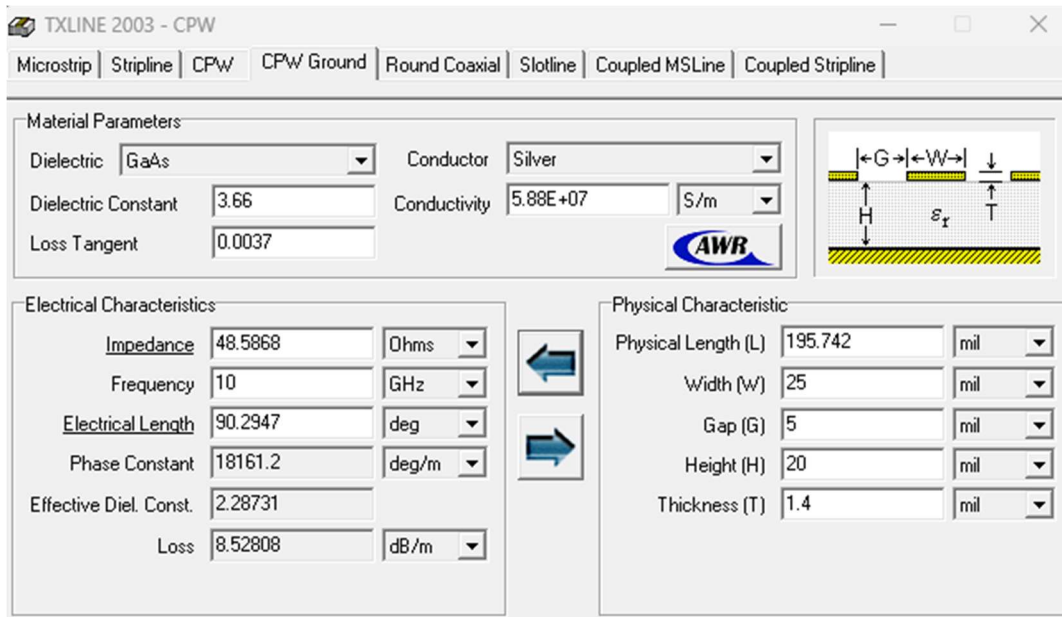 TXLINE 2003 - CPW
Microstrip Stripline CPW CPW Ground Round Coaxial Slotline Coupled MSLine Coupled Stripline
Material Parameters
Dielectric GaAs Conductor Silver
Dielectric Constant 3.66 Conductivity 5.88E+07 S/m
Loss Tangent 0.0037
AWR
G W
H εr T
Electrical Characteristics
Impedance 48.5868 Ohms
Frequency 10 GHz
Electrical Length 90.2947 deg
Phase Constant 18161.2 deg/m
Effective Diel. Const. 2.28731
Loss 8.52808 dB/m
Physical Characteristic
Physical Length (L) 195.742 mil
Width (W) 25 mil
Gap (G) 5 mil
Height (H) 20 mil
Thickness (T) 1.4 mil